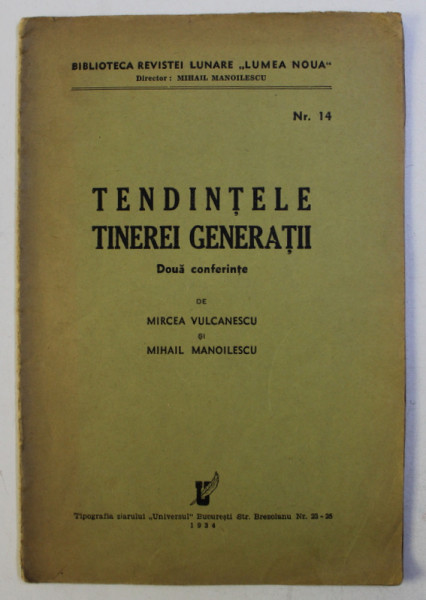 BIBLIOTECA REVISTEI LUNARE „LUMEA NOUA“
Director : MIHAIL MANOILESCU
Nr. 14
TENDINȚELE
TINEREI GENERAȚII
Două conferințe
DE
MIRCEA VULCANESCU
ȘI
MIHAIL MANOILESCU
Tipografia ziarului „Universul“ București Str. Brezoianu Nr. 23-25
1934